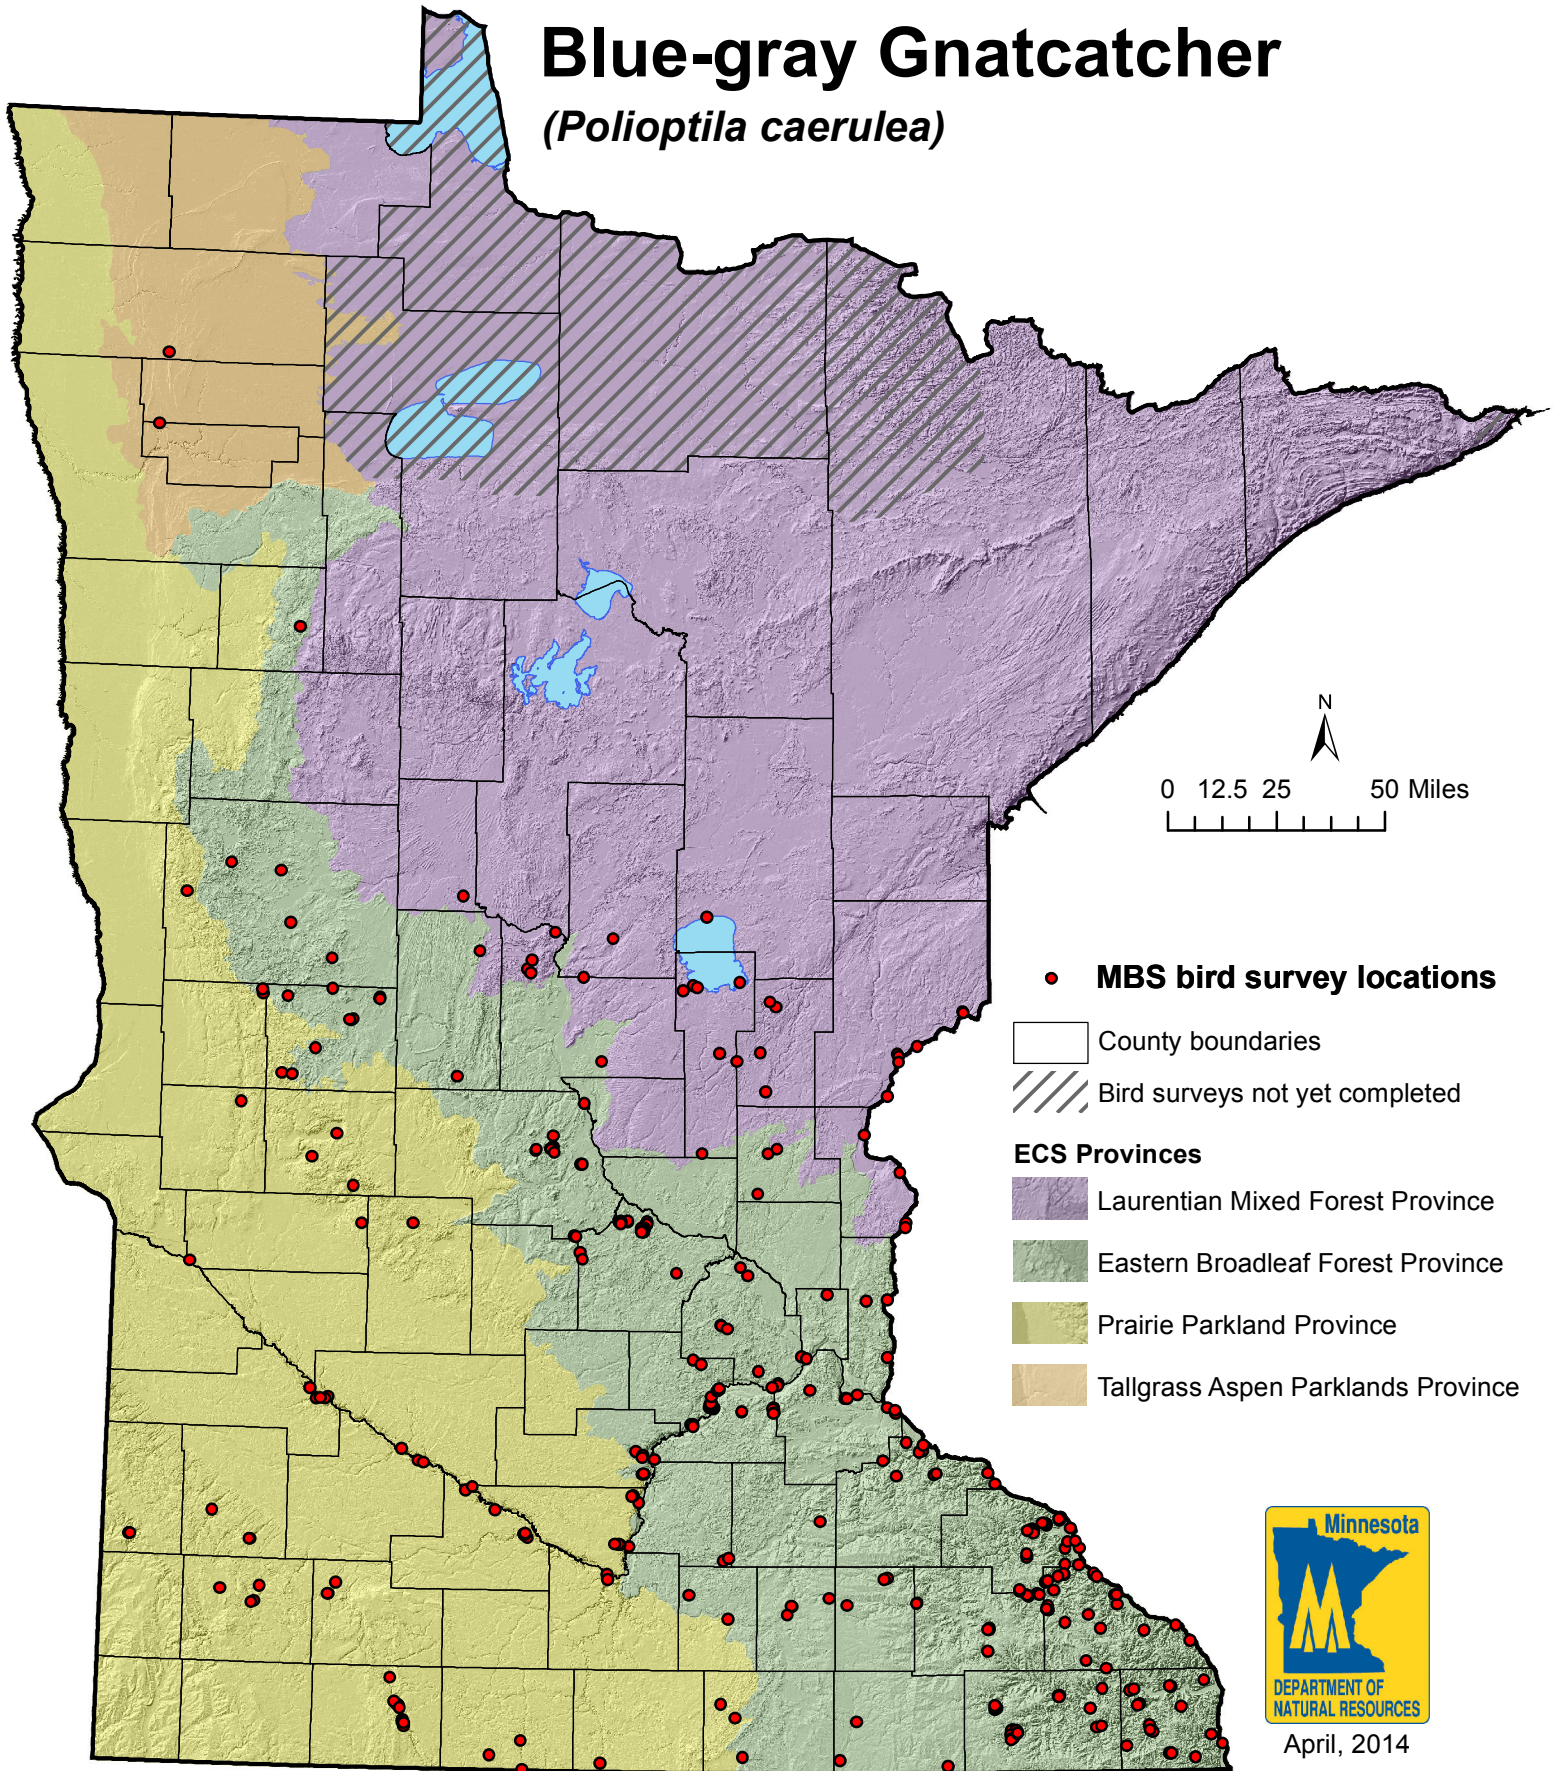 Blue-gray Gnatcatcher
(Polioptila caerulea)
N
0 12.5 25 50 Miles
MBS bird survey locations
County boundaries
Bird surveys not yet completed
ECS Provinces
Laurentian Mixed Forest Province
Eastern Broadleaf Forest Province
Prairie Parkland Province
Tallgrass Aspen Parklands Province
Minnesota
DEPARTMENT OF
NATURAL RESOURCES
April, 2014